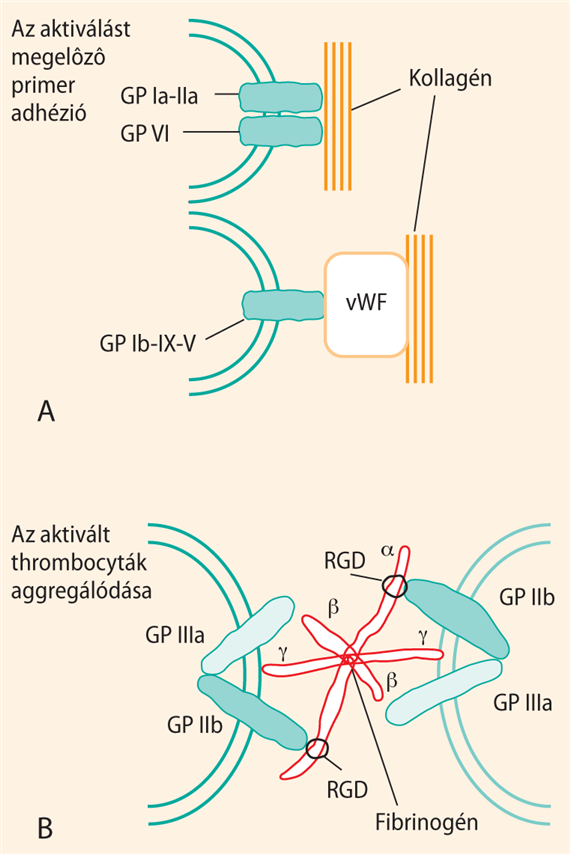 Az aktiválást
megelôzô
primer
adhézió
GP Ia-IIa
GP VI
Kollagén
vWF
GP Ib-IX-V
A
Az aktivált
thrombocyták
aggregálódása
α
RGD
GP IIb
β
γ
GP IIIa
γ
β
GP IIb
GP IIIa
RGD
Fibrinogén
B